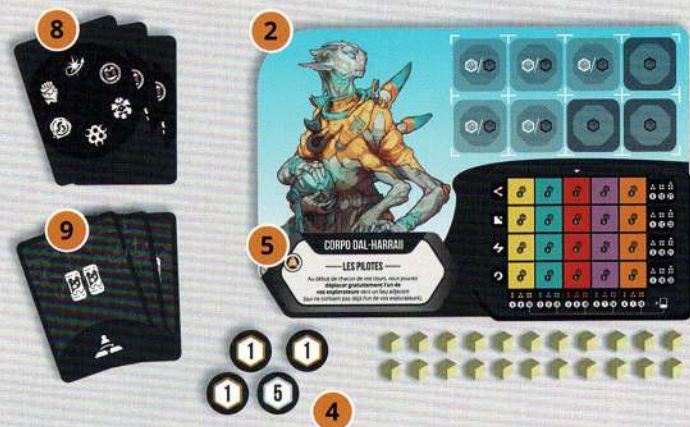 8
2
9
5
CORPO DAL-HARRAII
LES PILOTES
Au début de chacun de vos tours, vous pouvez
déplacer gratuitement l'un de
vos explorateurs vers un lieu adjacent
(qui ne contient pas déjà l'un de vos explorateurs).
1
1
1
5
4